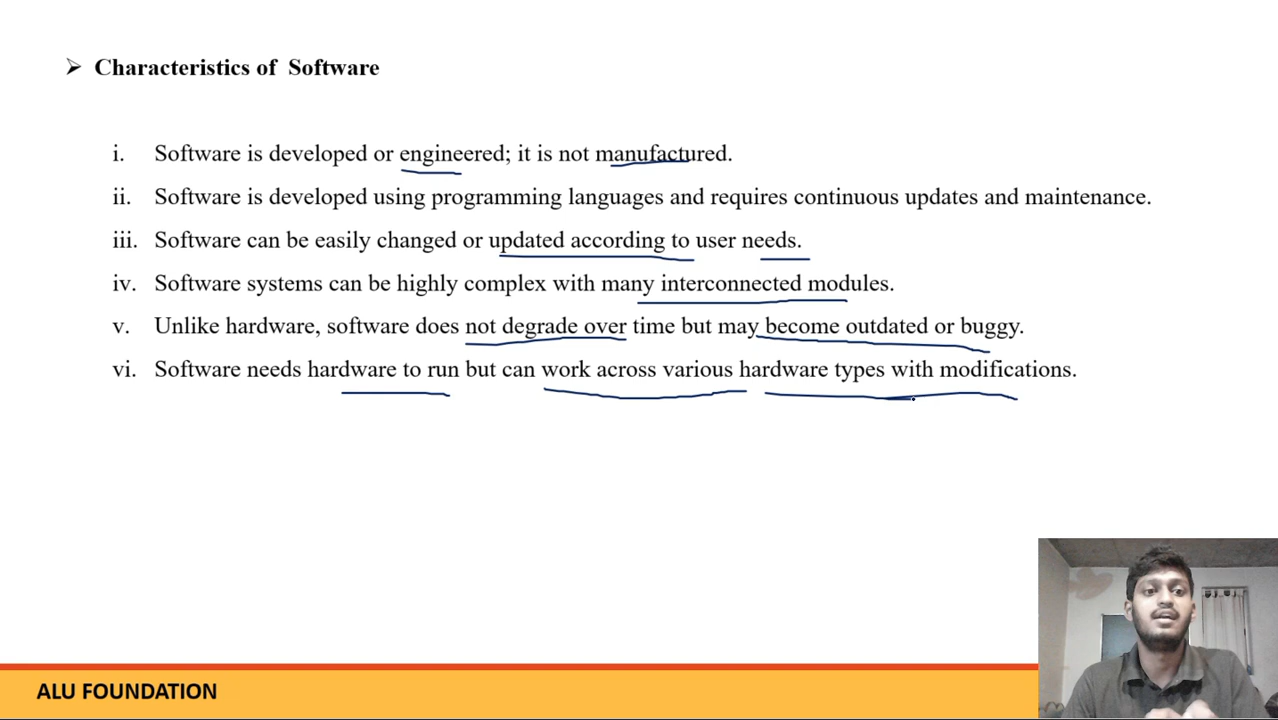 ➢ Characteristics of Software
i. Software is developed or engineered; it is not manufactured.
ii. Software is developed using programming languages and requires continuous updates and maintenance.
iii. Software can be easily changed or updated according to user needs.
iv. Software systems can be highly complex with many interconnected modules.
v. Unlike hardware, software does not degrade over time but may become outdated or buggy.
vi. Software needs hardware to run but can work across various hardware types with modifications.
ALU FOUNDATION